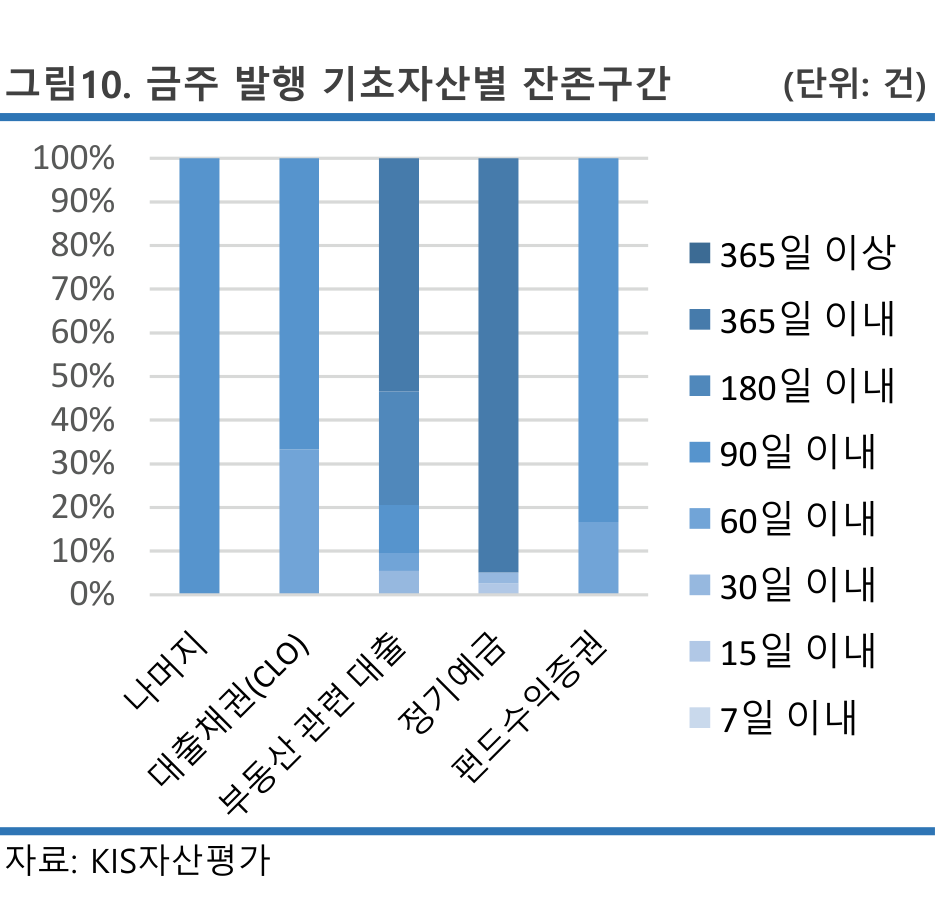 그림10. 금주 발행 기초자산별 잔존구간 (단위: 건)
100%
90%
80%
70%
60%
50%
40%
30%
20%
10%
0%
나머지
대출채권(CLO)
부동산 관련 대출
정기예금
펀드수익증권
365일 이상
365일 이내
180일 이내
90일 이내
60일 이내
30일 이내
15일 이내
7일 이내
자료: KIS자산평가